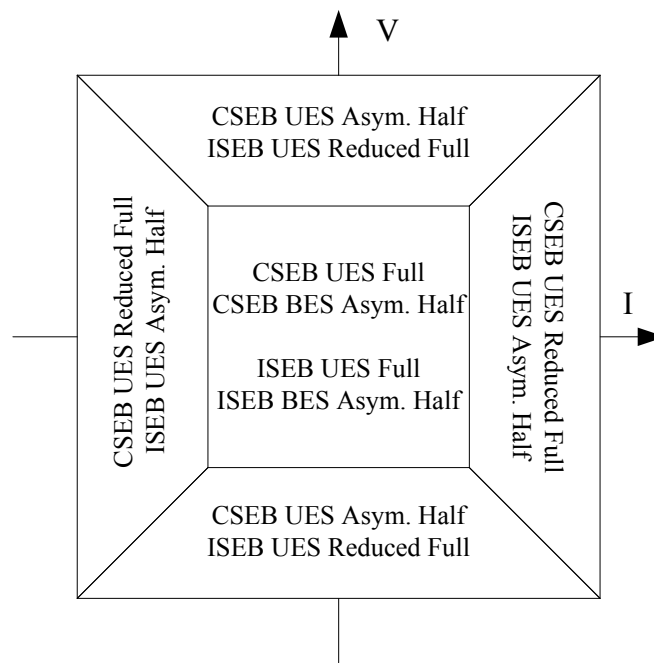 V
CSEB UES Asym. Half
ISEB UES Reduced Full
CSEB UES Reduced Full
ISEB UES Asym. Half
CSEB UES Full
CSEB BES Asym. Half
ISEB UES Full
ISEB BES Asym. Half
CSEB UES Reduced Full
ISEB UES Asym. Half
I
CSEB UES Asym. Half
ISEB UES Reduced Full